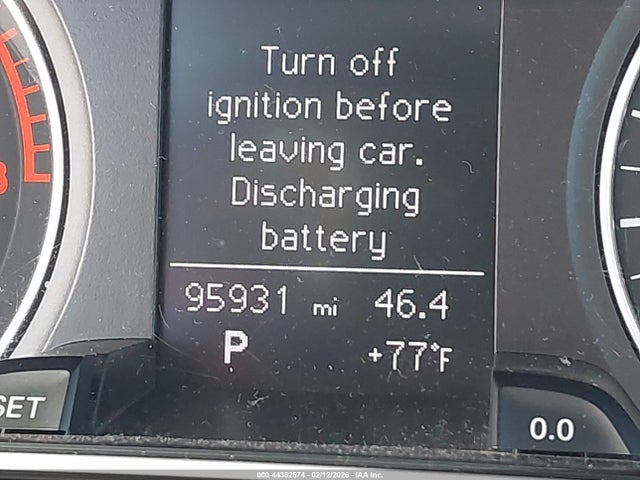 Turn off
ignition before
leaving car.
Discharging
battery
95931 mi 46.4
P +77°F
SET
0.0
000-44382574 - 02/12/2026 - IAA Inc.